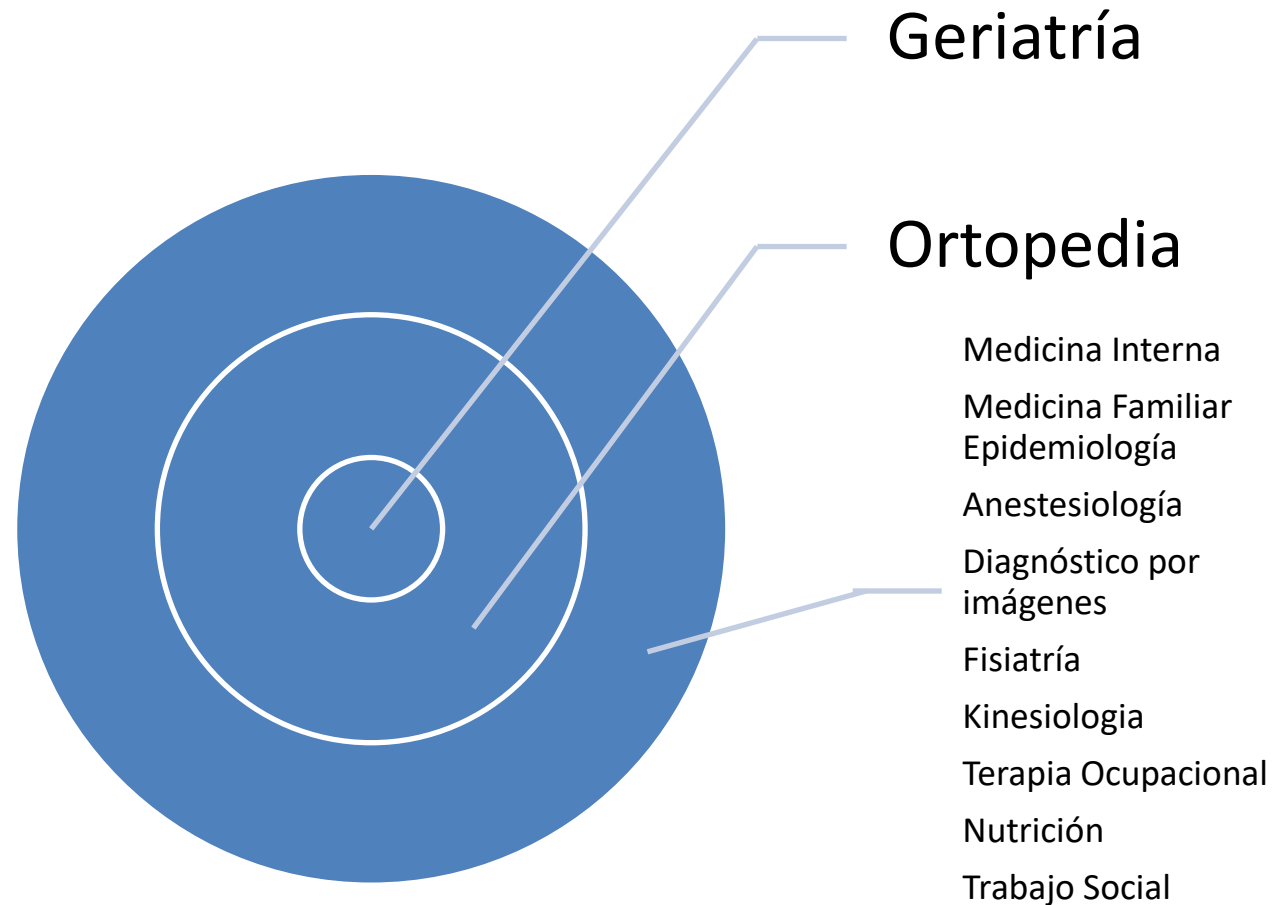 Geriatría
Ortopedia
Medicina Interna
Medicina Familiar
Epidemiología
Anestesiología
Diagnóstico por
imágenes
Fisiatría
Kinesiologia
Terapia Ocupacional
Nutrición
Trabajo Social